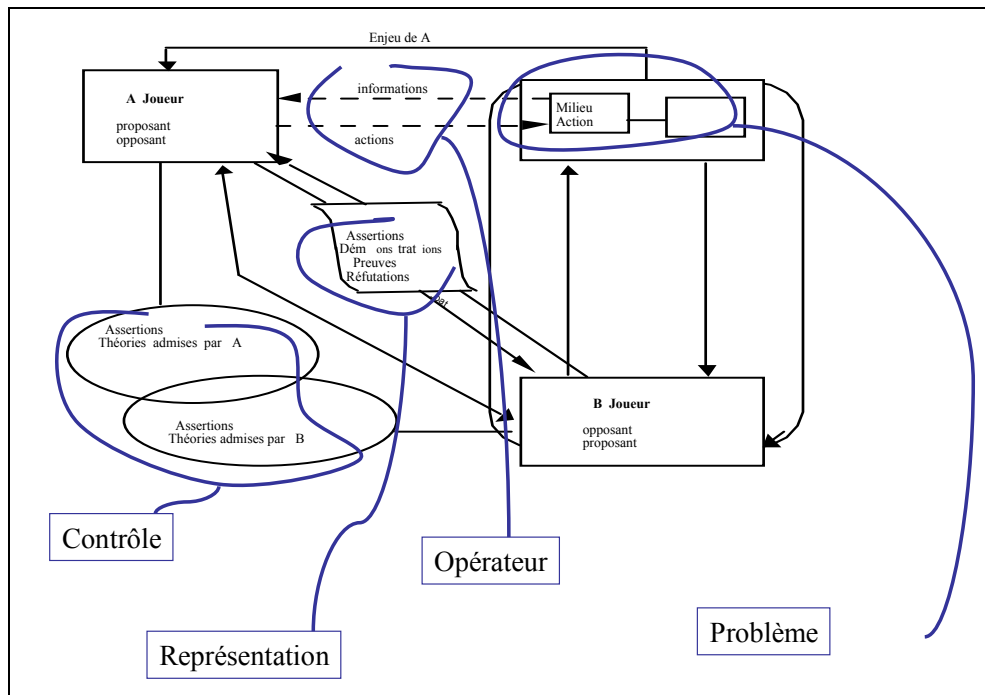 Enjeu de A
A Joueur
proposant
opposant
informations
actions
Milieu
Action
Assertions
Dém ons trat ions
Preuves
Réfutations
Assertions
Théories admises par A
Assertions
Théories admises par B
B Joueur
opposant
proposant
Contrôle
Opérateur
Représentation
Problème